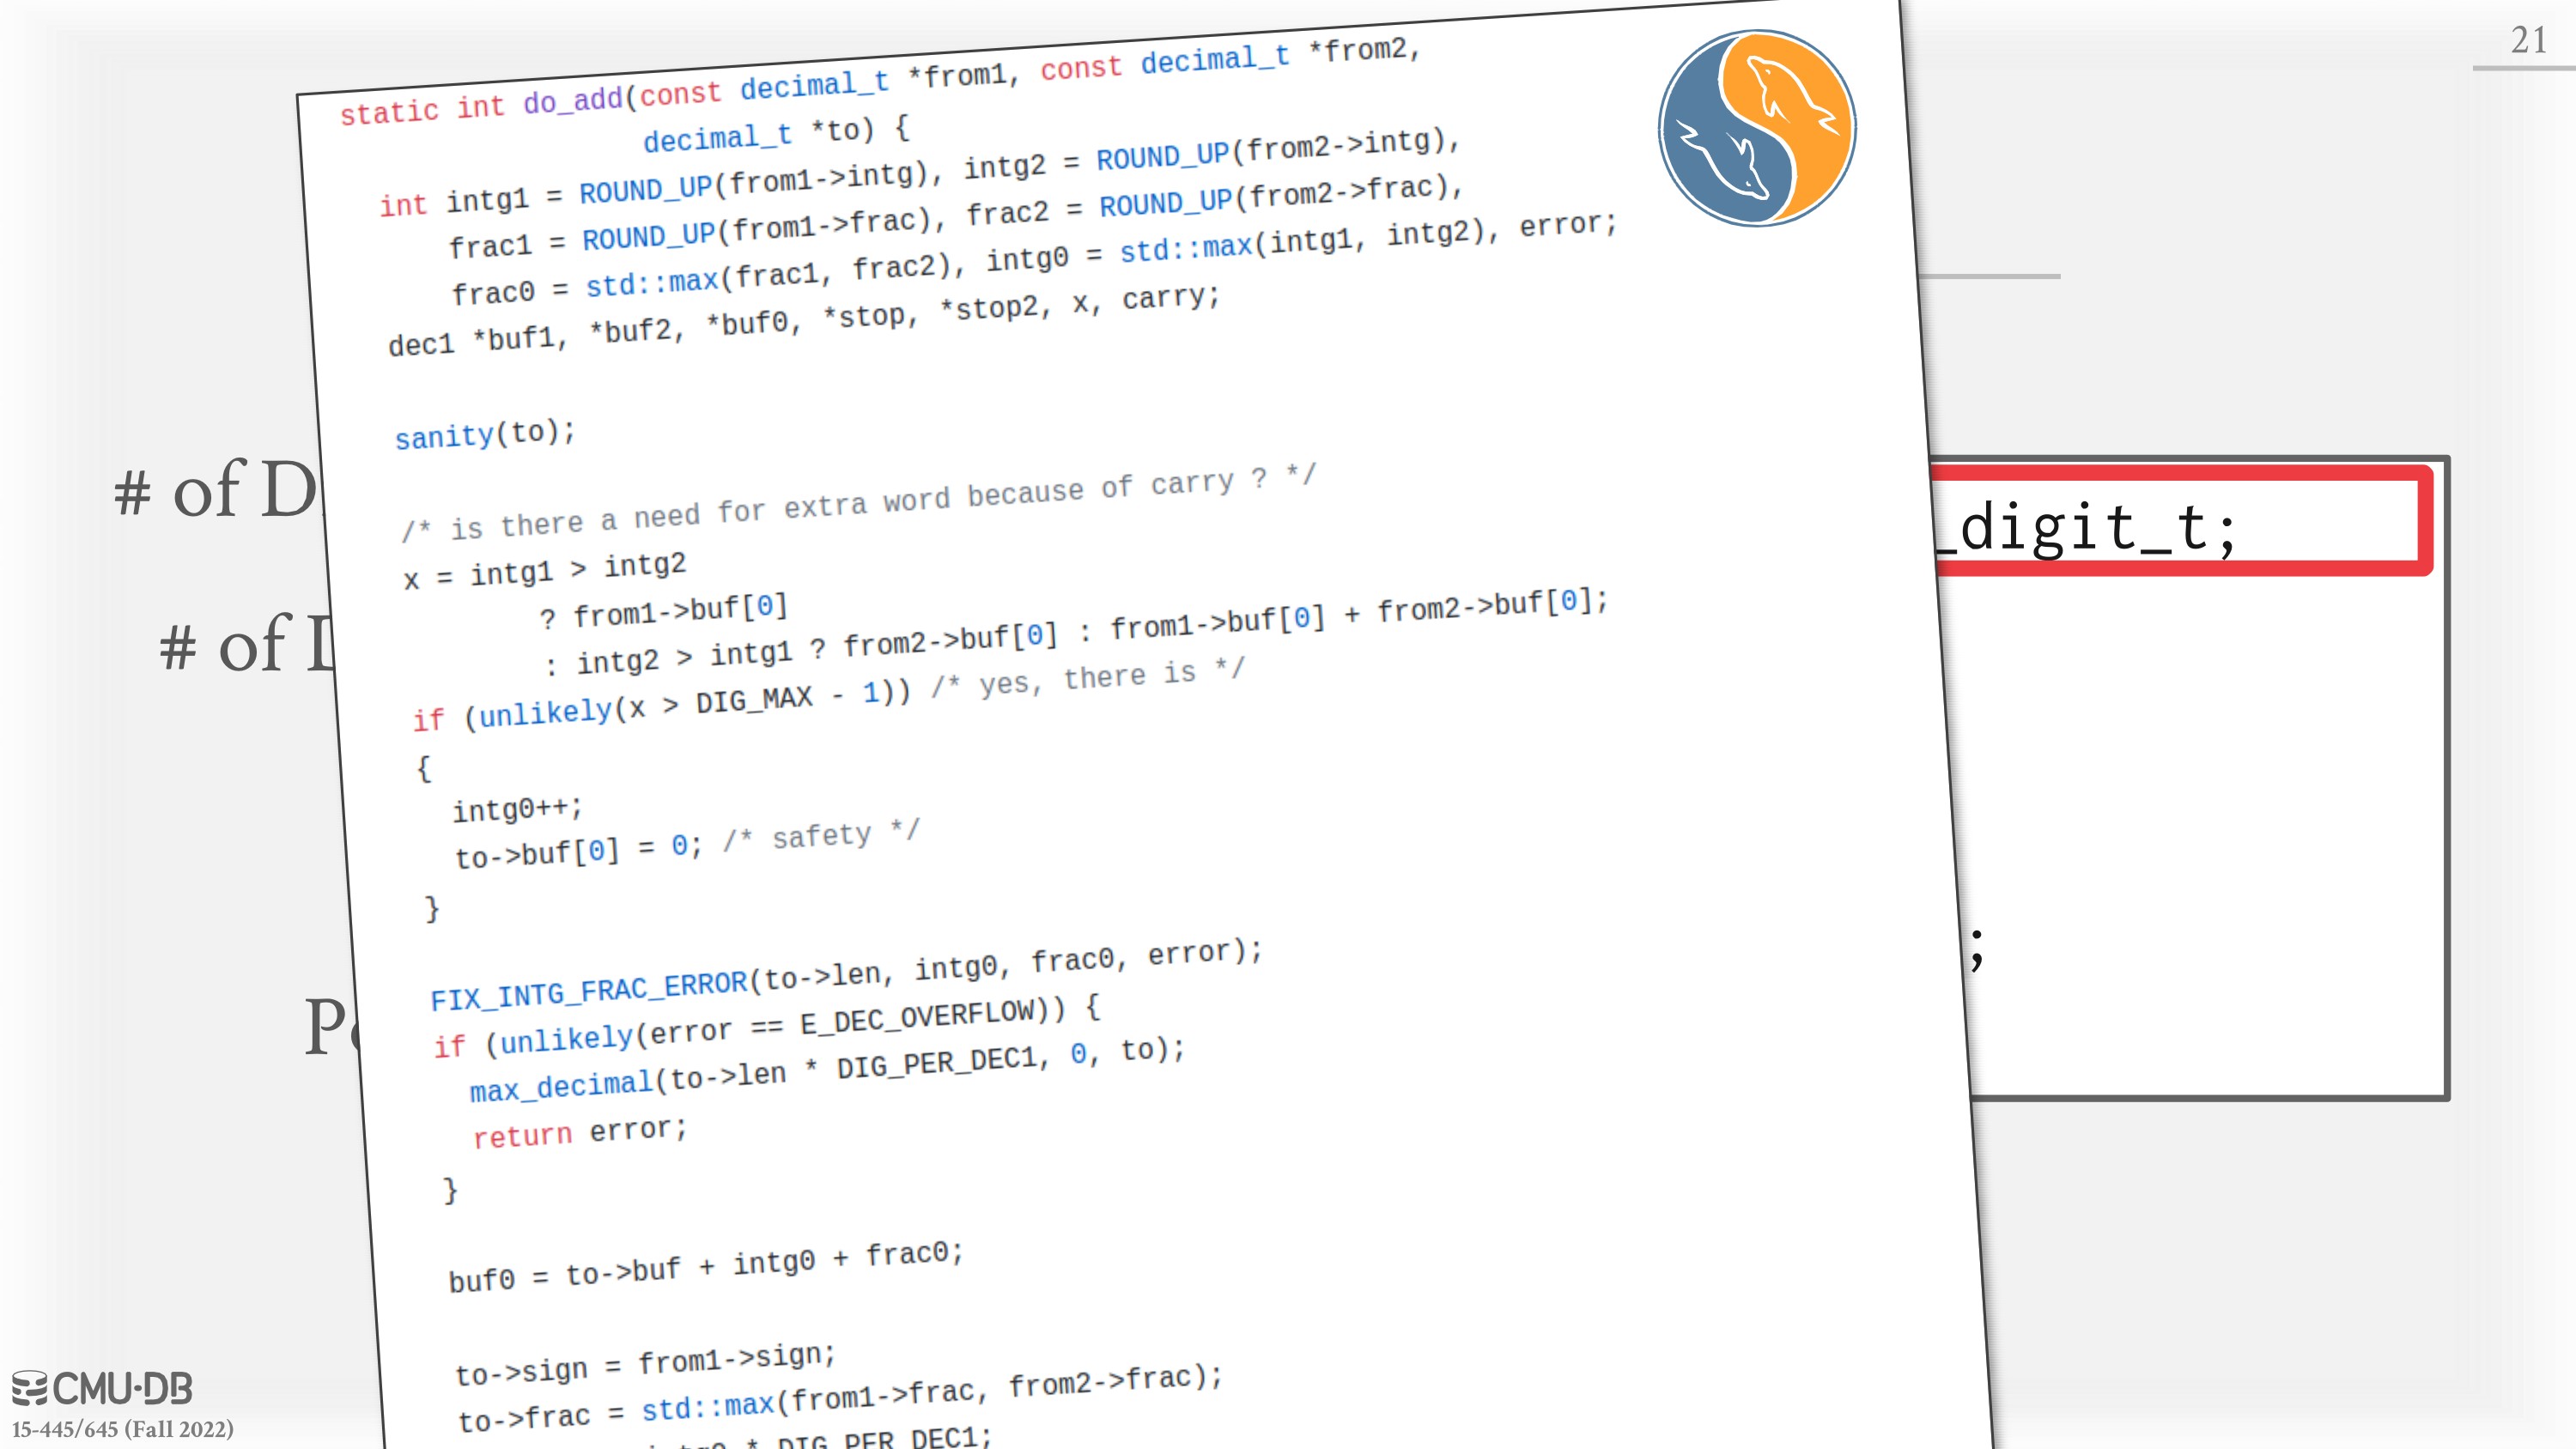 21
static int do_add(const decimal_t *from1, const decimal_t *from2,
decimal_t *to) {
int intg1 = ROUND_UP(from1->intg), intg2 = ROUND_UP(from2->intg),
frac1 = ROUND_UP(from1->frac), frac2 = ROUND_UP(from2->frac),
frac0 = std::max(frac1, frac2), intg0 = std::max(intg1, intg2), error;
dec1 *buf1, *buf2, *buf0, *stop, *stop2, x, carry;
sanity(to);
/* is there a need for extra word because of carry ? */
x = intg1 > intg2
? from1->buf[0]
: intg2 > intg1 ? from2->buf[0] : from1->buf[0] + from2->buf[0];
if (unlikely(x > DIG_MAX - 1)) /* yes, there is */
{
intg0++;
to->buf[0] = 0; /* safety */
}
FIX_INTG_FRAC_ERROR(to->len, intg0, frac0, error);
if (unlikely(error == E_DEC_OVERFLOW)) {
max_decimal(to->len * DIG_PER_DEC1, 0, to);
return error;
}
buf0 = to->buf + intg0 + frac0;
to->sign = from1->sign;
to->frac = std::max(from1->frac, from2->frac);
intg0 * DIG_PER_DEC1;
# of D
# of
_digit_t;
;
CMU·DB
15-445/645 (Fall 2022)